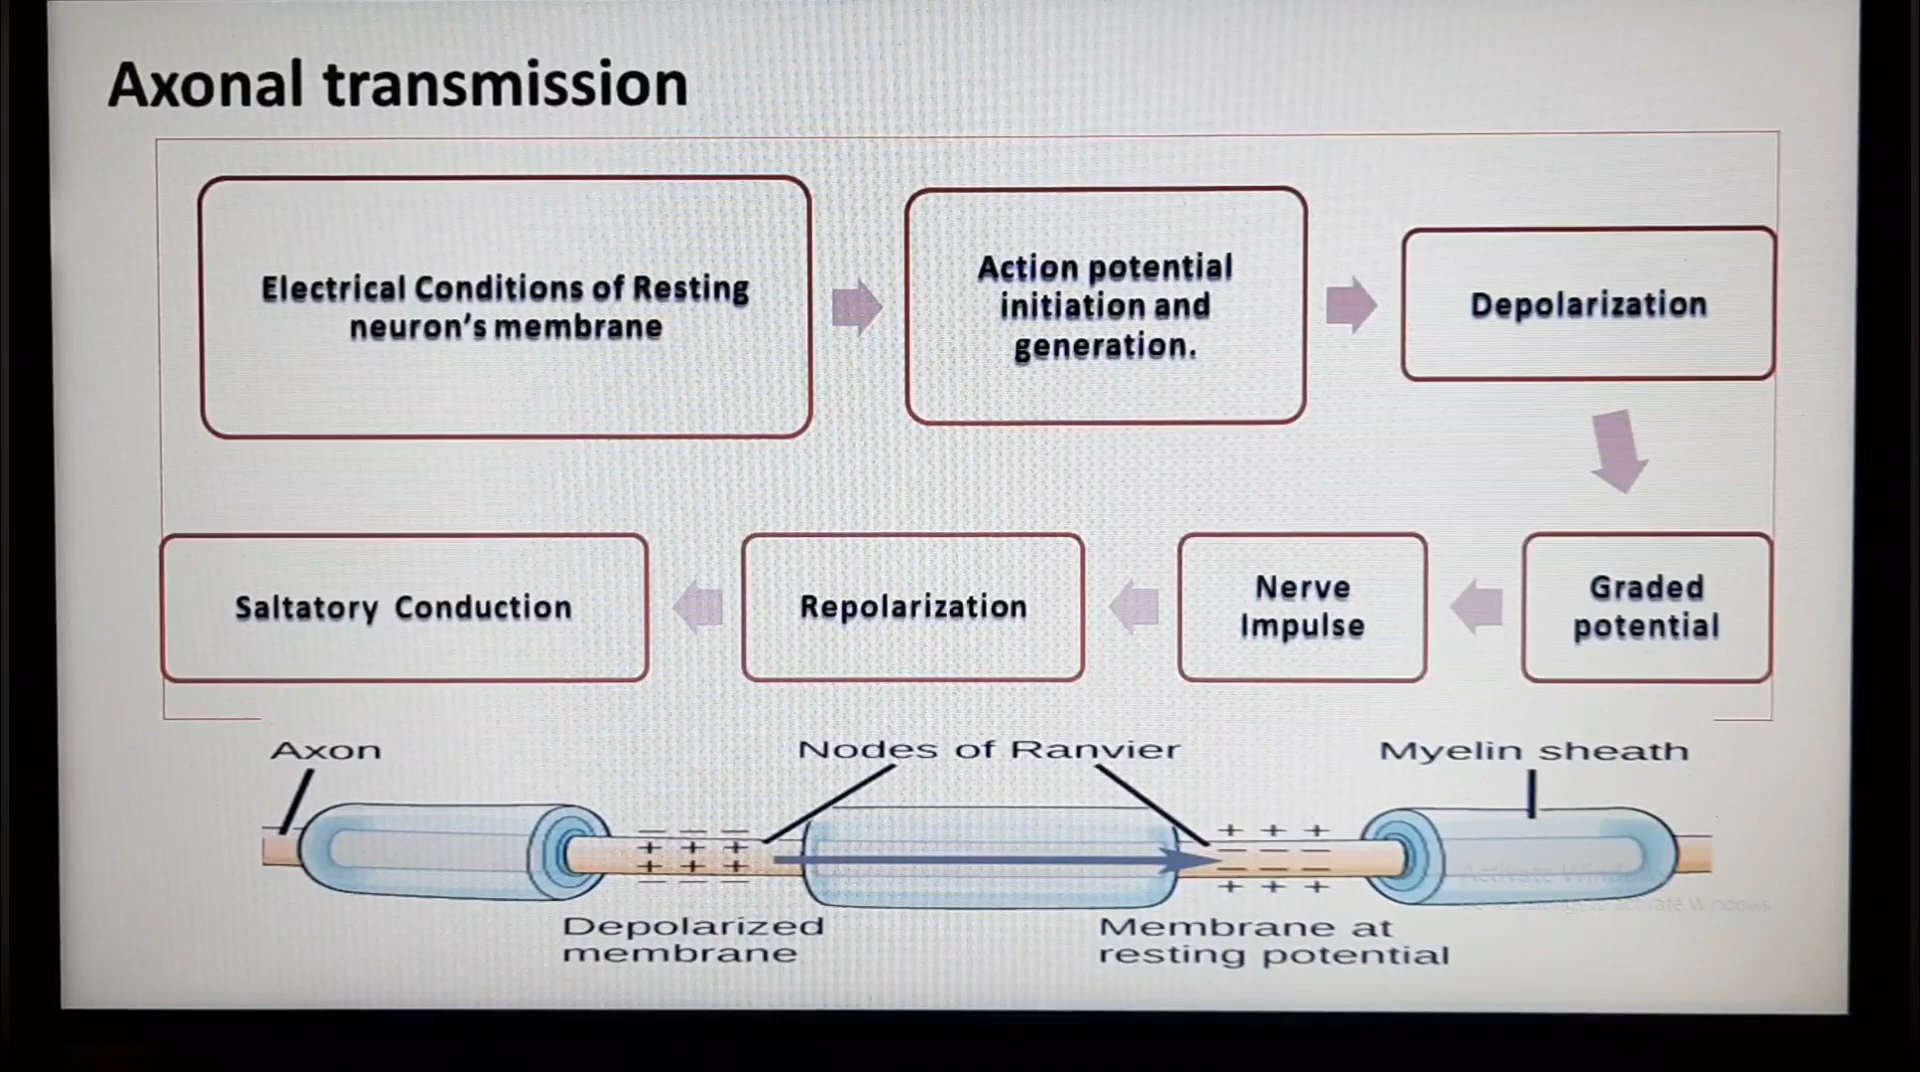 Axonal transmission
Electrical Conditions of Resting
neuron's membrane
Action potential
initiation and
generation.
Depolarization
Saltatory Conduction
Repolarization
Nerve
Impulse
Graded
potential
Axon
Nodes of Ranvier
Myelin sheath
Depolarized
membrane
Membrane at
resting potential